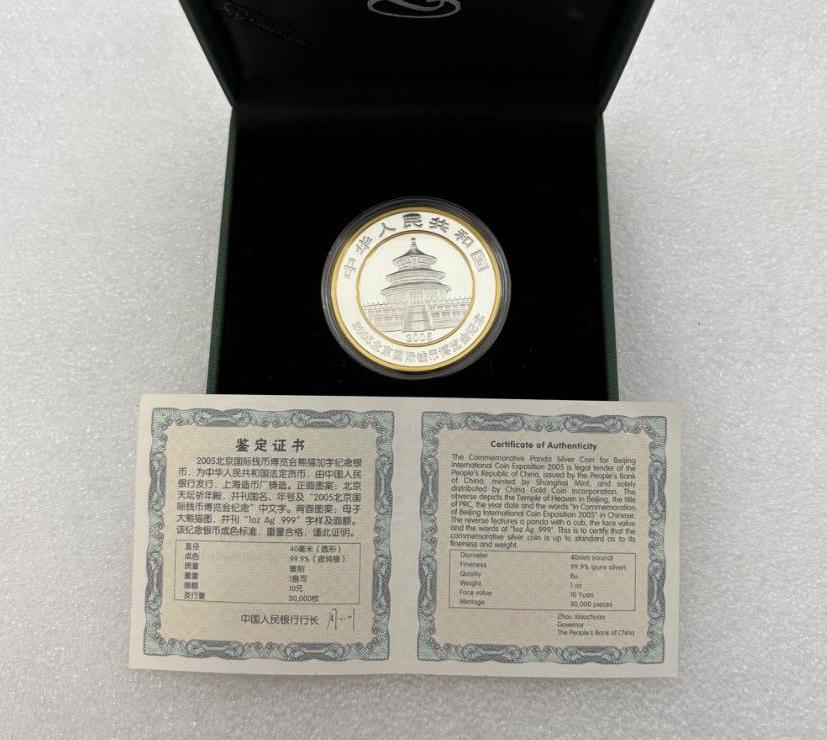 中华人民共和国
2005
2005北京国际钱币博览会纪念
鉴定证书
2005北京国际钱币博览会熊猫加字纪念银
币，为中华人民共和国法定货币，由中国人民
银行发行，上海造币厂铸造。正面图案：北京
天坛祈年殿，并刊国名、年号及“2005北京国
际钱币博览会纪念”中文字。背面图案：母子
大熊猫图，并刊“1oz Ag .999”字样及面额。
该纪念银币成色标准，重量合格，谨此证明。
直径 40毫米（圆形）
成色 99.9%（含纯银）
质量 普制
重量 1盎司
面额 10元
发行量 30,000枚
中国人民银行行长
Certificate of Authenticity
The Commemorative Panda Silver Coin for Beijing
International Coin Exposition 2005 is legal tender of the
People's Republic of China, issued by the People's Bank
of China, minted by Shanghai Mint, and solely
distributed by China Gold Coin Incorporation. The
obverse depicts the Temple of Heaven in Beijing, the title
of PRC, the year date and the words "in Commemoration
of Beijing International Coin Exposition 2005" in Chinese.
The reverse features a panda with a cub, the face value
and the words of "1oz Ag .999". This is to certify that the
commemorative silver coin is up to standard as to its
fineness and weight.
Diameter 40mm (round)
Fineness 99.9% (pure silver)
Quality Bu
Weight 1 oz
Face value 10 Yuan
Mintage 30,000 pieces
Zhou Xiaochuan
Governor
The People's Bank of China